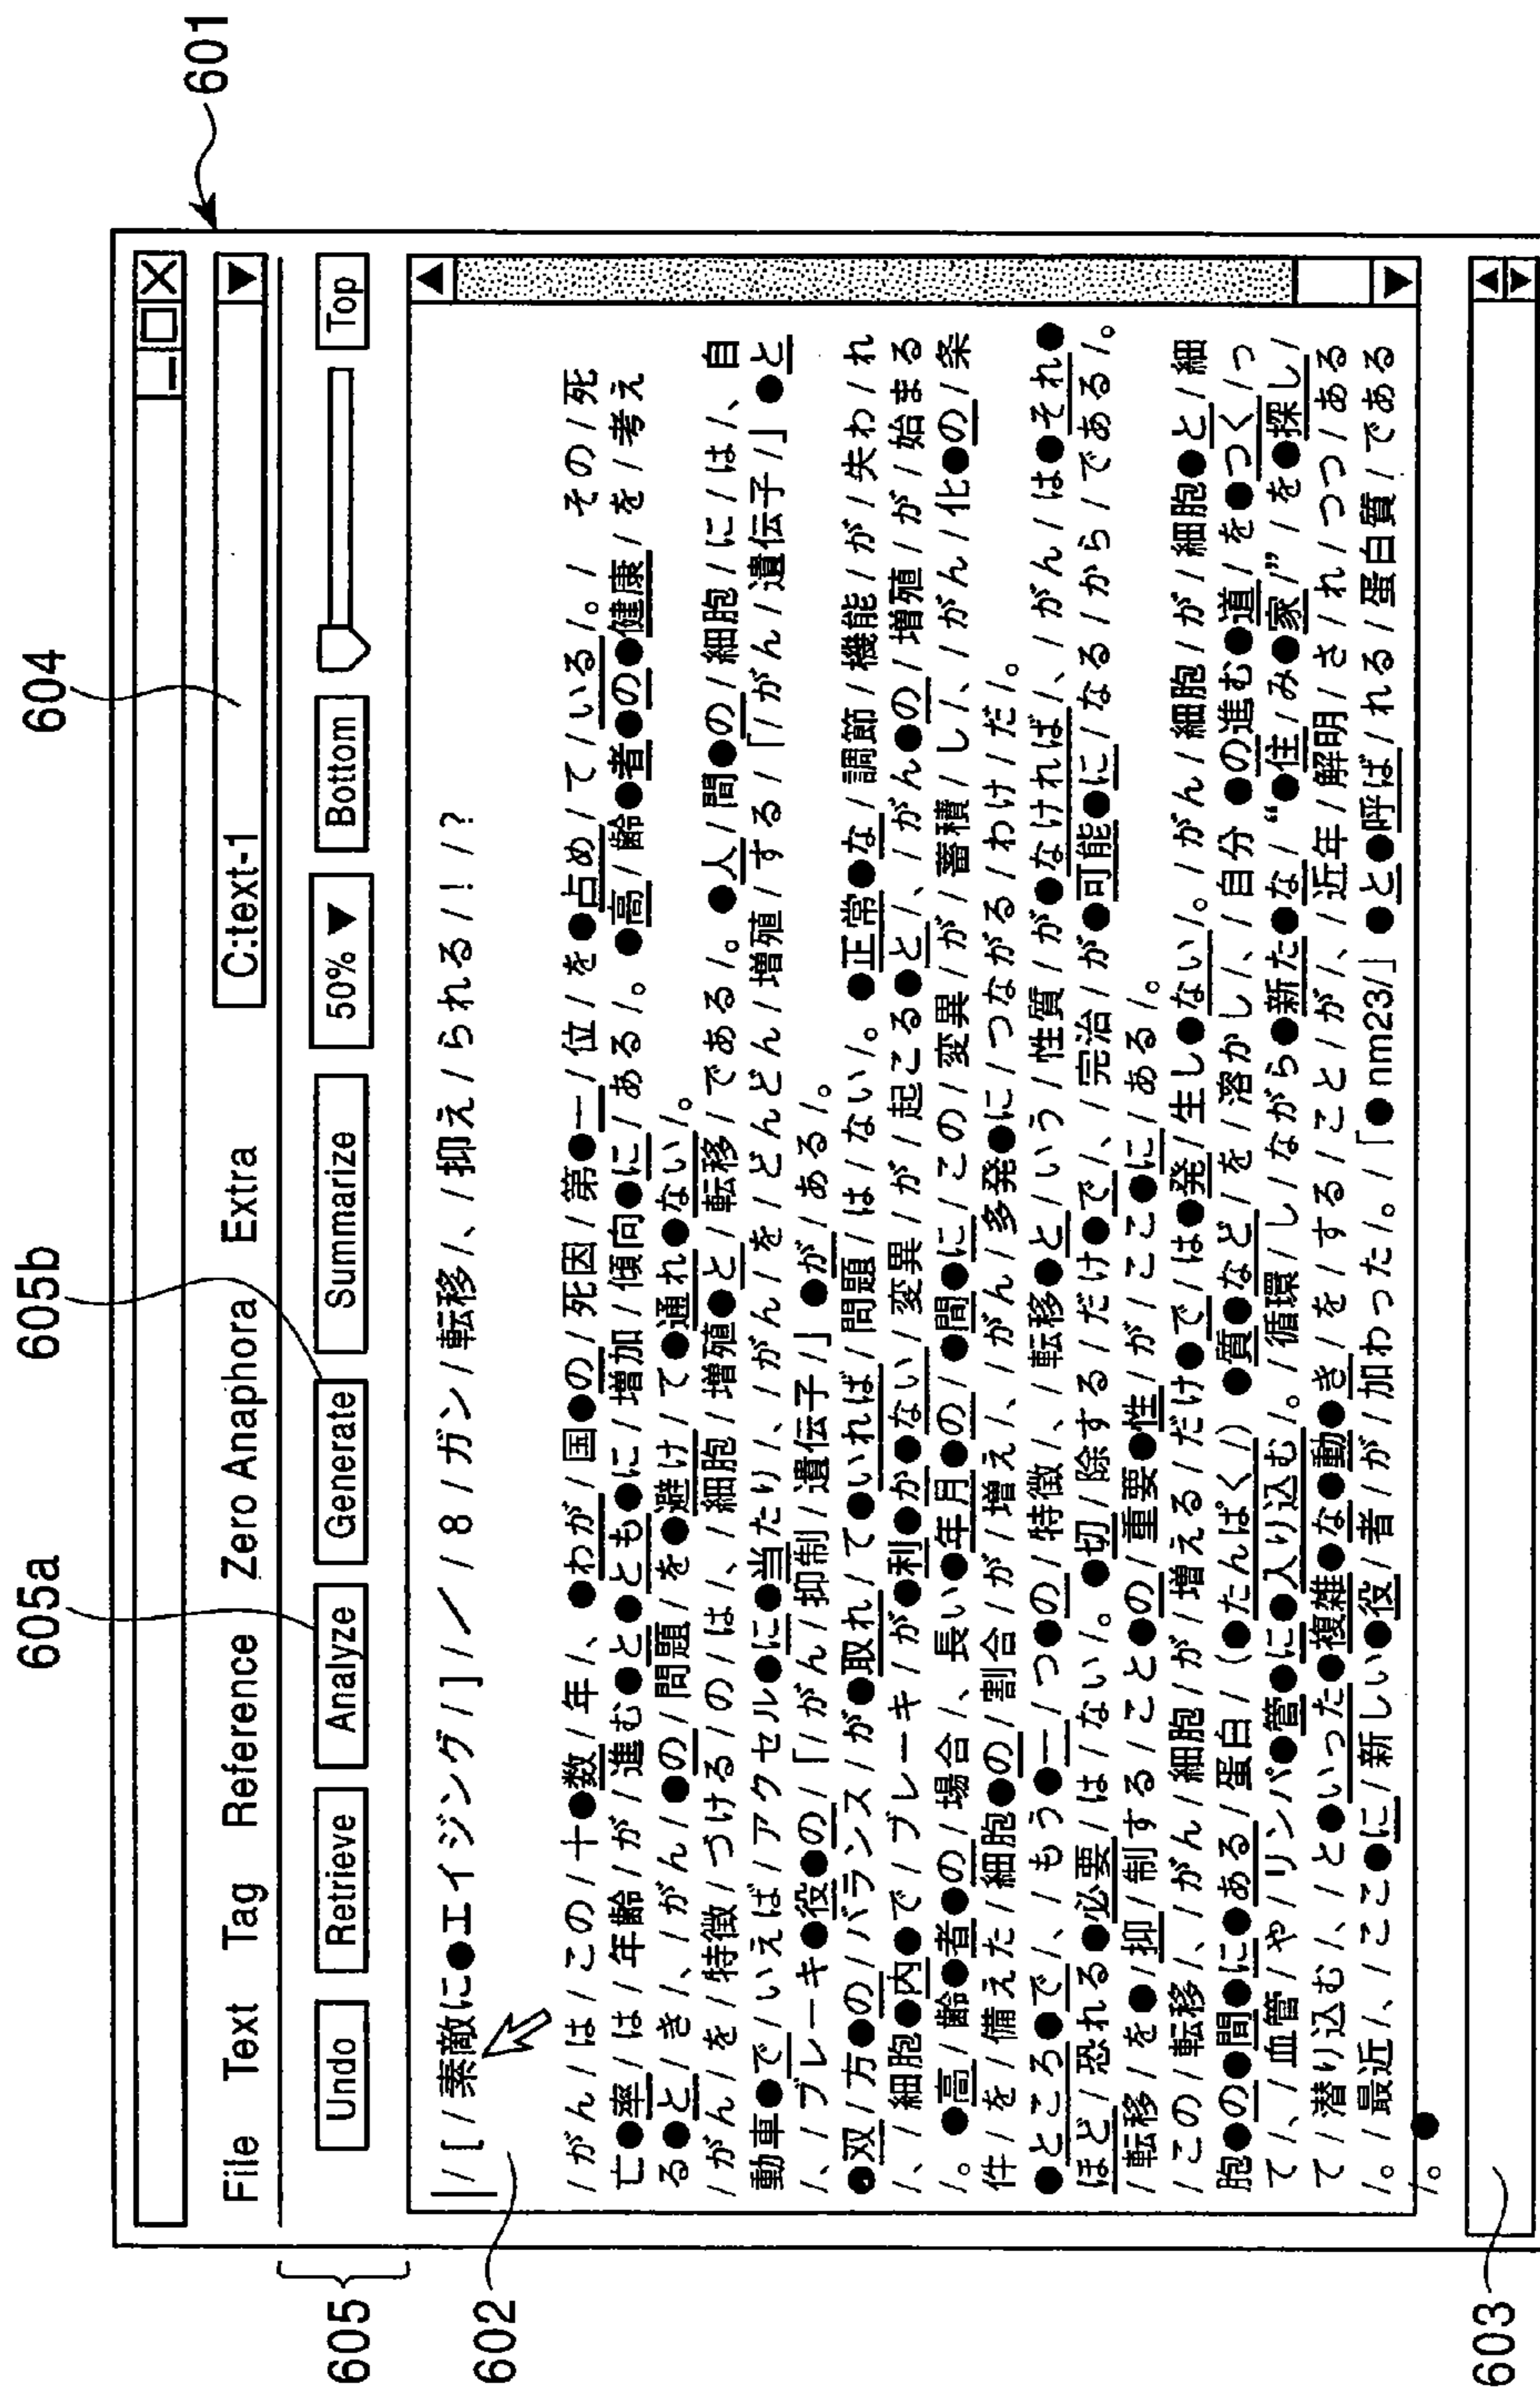 601
604
605b
605a
File Text Tag Reference Zero Anaphora Extra C:text-1
605
Undo Retrieve Analyze Generate Summarize 50% ▼ Bottom Top
602
/[/素敵に●エイジング/]/／/8/ガン/転移/、/抑え/られる/!/?
/がん/は/この/十●数/年/、●わが/国●の/死因/第●一/位/を●占め/て/いる/。/ その/死
亡●率/は/年齢/が/進む●と●とも●に/増加/傾向●に/ある/。●高/齢●者●の●健康/を/考え
る●と/き/、/がん/●の/問題/を●避け/て●通れ●ない/。
/がん/を/特徴/づける/の/は/、/細胞/増殖●と/転移/である/。●人/間●の/細胞/に/は/、自
動車●で/いえば/アクセル●に●当たり/、/がん/を/どんどん/増殖/する/「/がん/遺伝子/」●と
/、/ブレーキ●役●の/「/がん/抑制/遺伝子/」●が/ある/。
●双/方●の/バランス/が●取れ/て●いれば/問題/は/ない/。●正常●な/調節/機能/が/失わ/れ
/、/細胞●内●で/ブレーキ/が●利●か●ない/変異/が/起こる●と/、/がん●の/増殖/が/始まる
/。●高/齢●者●の/場合/、長い●年月●の/●間●に/この/変異/が/蓄積/し/、/がん/化●の/条
件/を/備えた/細胞●の/割合/が/増え/、/がん/多発●に/つながる/わけ/だ/。
●ところ●で/、/もう●一/つ●の/特徴/、/転移●と/いう/性質/が●なければ/、/がん/は●それ●
ほど/恐れる●必要/は/ない/。●切/除する/だけ●で/、/完治/が●可能●に/なる/から/である/。
/転移/を●/抑/制する/こと●の/重要●性/が/ここ●に/ある/。
/この/転移/、/がん/細胞/が/増える/だけ●で/は●発/生し●ない/。/がん/細胞/が/細胞●と/細
胞●の●間●に●ある/蛋白/(●たんぱく/) ●質●など/を/溶かし/、/自分 ●の進む●道/を●つく/っ
て/、/血管/や/リンパ●管●に●入り込む/。/循環/し/ながら●新た●な/“●住/み●家/”/を●探し/
て/潜り込む/、/と●いった●複雑●な●動●き/を/する/こと/が/、/近年/解明/さ/れ/つつ/ある
/。/最近/、/ここ●に/新しい●役/者/が/加わった/。/「● nm23/」●と●呼ば/れる/蛋白質/である
/。●
603